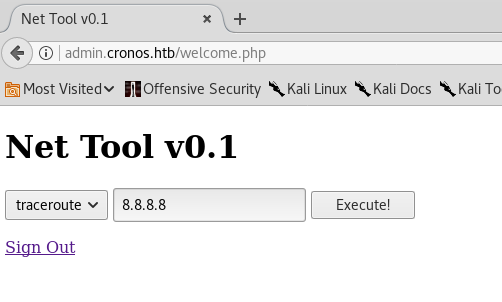 Net Tool v0.1
admin.cronos.htb/welcome.php
Most Visited Offensive Security Kali Linux Kali Docs Kali To
Net Tool v0.1
traceroute 8.8.8.8 Execute!
Sign Out